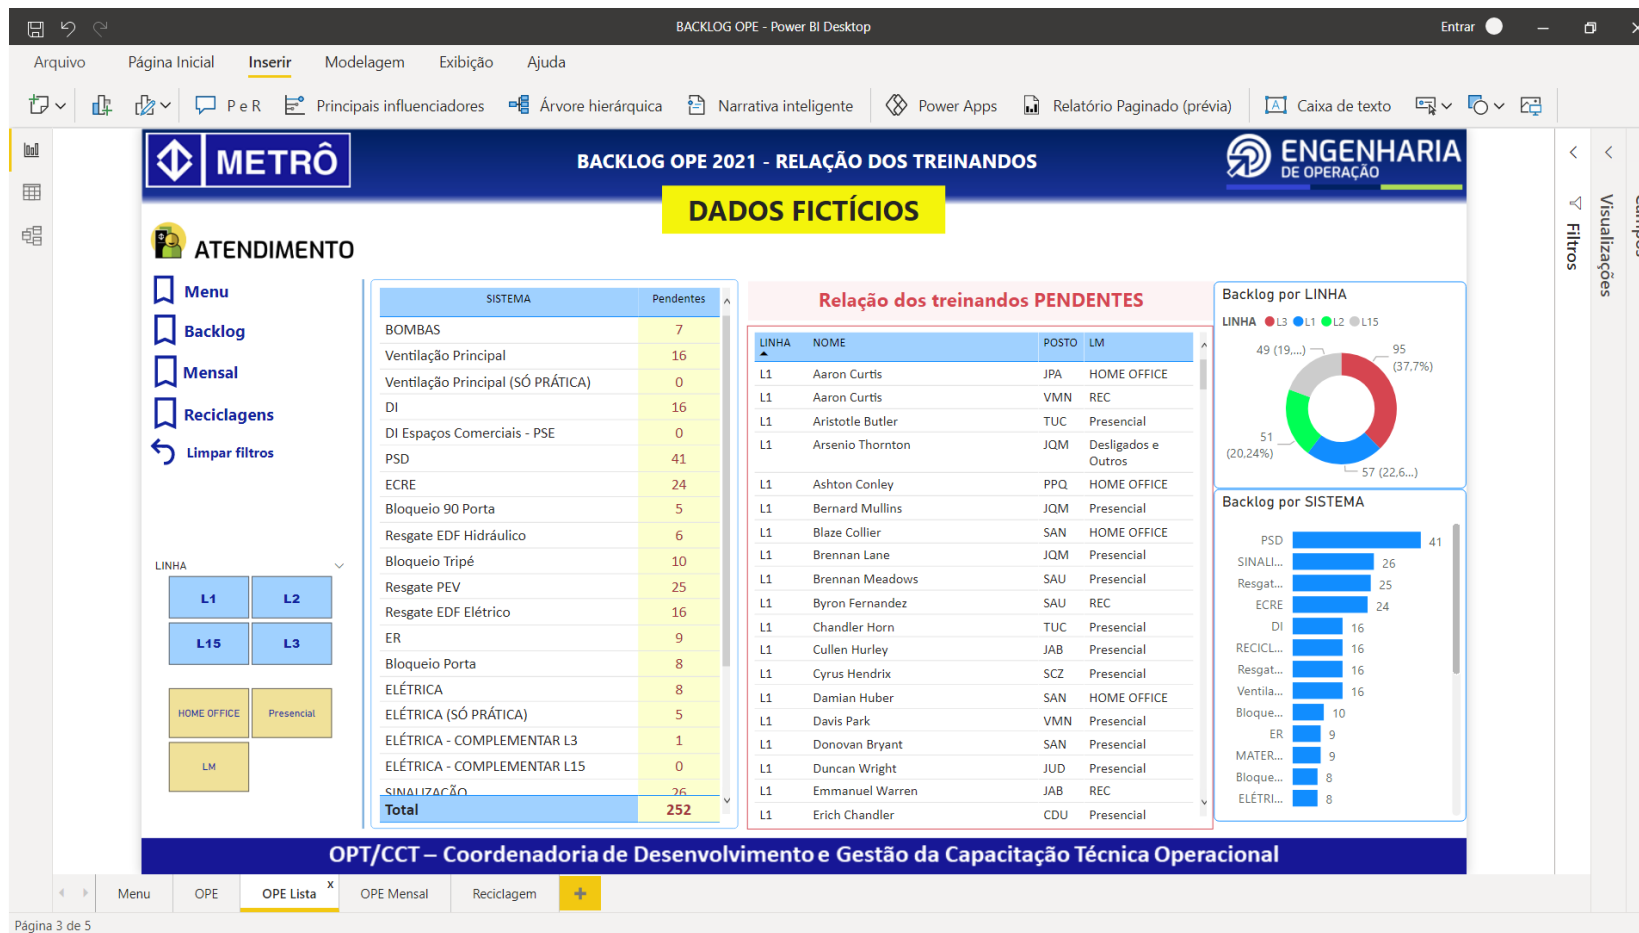 BACKLOG OPE - Power BI Desktop
Entrar
Arquivo Página Inicial Inserir Modelagem Exibição Ajuda
P e R Principais influenciadores Árvore hierárquica Narrativa inteligente Power Apps Relatório Paginado (prévia) Caixa de texto
METRÔ
BACKLOG OPE 2021 - RELAÇÃO DOS TREINANDOS
ENGENHARIA
DE OPERAÇÃO
DADOS FICTÍCIOS
ATENDIMENTO
Menu
Backlog
Mensal
Reciclagens
Limpar filtros
LINHA
L1 L2
L15 L3
HOME OFFICE Presencial
LM
SISTEMA Pendentes
BOMBAS 7
Ventilação Principal 16
Ventilação Principal (SÓ PRÁTICA) 0
DI 16
DI Espaços Comerciais - PSE 0
PSD 41
ECRE 24
Bloqueio 90 Porta 5
Resgate EDF Hidráulico 6
Bloqueio Tripé 10
Resgate PEV 25
Resgate EDF Elétrico 16
ER 9
Bloqueio Porta 8
ELÉTRICA 8
ELÉTRICA (SÓ PRÁTICA) 5
ELÉTRICA - COMPLEMENTAR L3 1
ELÉTRICA - COMPLEMENTAR L15 0
SINALIZAÇÃO 26
Total 252
Relação dos treinandos PENDENTES
LINHA NOME POSTO LM
L1 Aaron Curtis JPA HOME OFFICE
L1 Aaron Curtis VMN REC
L1 Aristotle Butler TUC Presencial
L1 Arsenio Thornton JQM Desligados e
Outros
L1 Ashton Conley PPQ HOME OFFICE
L1 Bernard Mullins JQM Presencial
L1 Blaze Collier SAN HOME OFFICE
L1 Brennan Lane JQM Presencial
L1 Brennan Meadows SAU Presencial
L1 Byron Fernandez SAU REC
L1 Chandler Horn TUC Presencial
L1 Cullen Hurley JAB Presencial
L1 Cyrus Hendrix SCZ Presencial
L1 Damian Huber SAN HOME OFFICE
L1 Davis Park VMN Presencial
L1 Donovan Bryant SAN Presencial
L1 Duncan Wright JUD Presencial
L1 Emmanuel Warren JAB REC
L1 Erich Chandler CDU Presencial
Backlog por LINHA
LINHA L3 L1 L2 L15
49 (19,...)
95
(37.7%)
51
(20,24%)
57 (22,6...)
Backlog por SISTEMA
PSD 41
SINALI... 26
Resgat... 25
ECRE 24
DI 16
RECICL... 16
Resgat... 16
Ventila... 16
Bloque... 10
ER 9
MATER... 9
Bloque... 8
ELÉTRI... 8
Filtros
Visualizações
Campos
OPT/CCT – Coordenadoria de Desenvolvimento e Gestão da Capacitação Técnica Operacional
Menu OPE OPE Lista x OPE Mensal Reciclagem +
Página 3 de 5